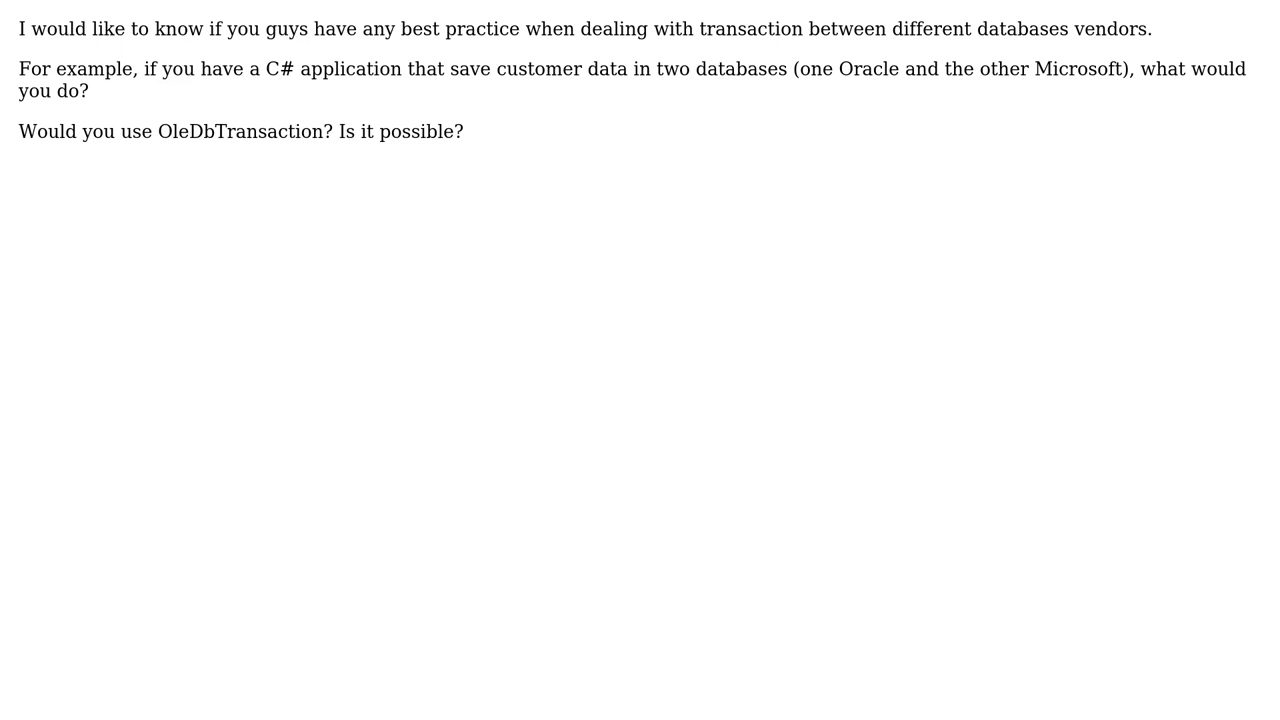 I would like to know if you guys have any best practice when dealing with transaction between different databases vendors.
For example, if you have a C# application that save customer data in two databases (one Oracle and the other Microsoft), what would
you do?
Would you use OleDbTransaction? Is it possible?